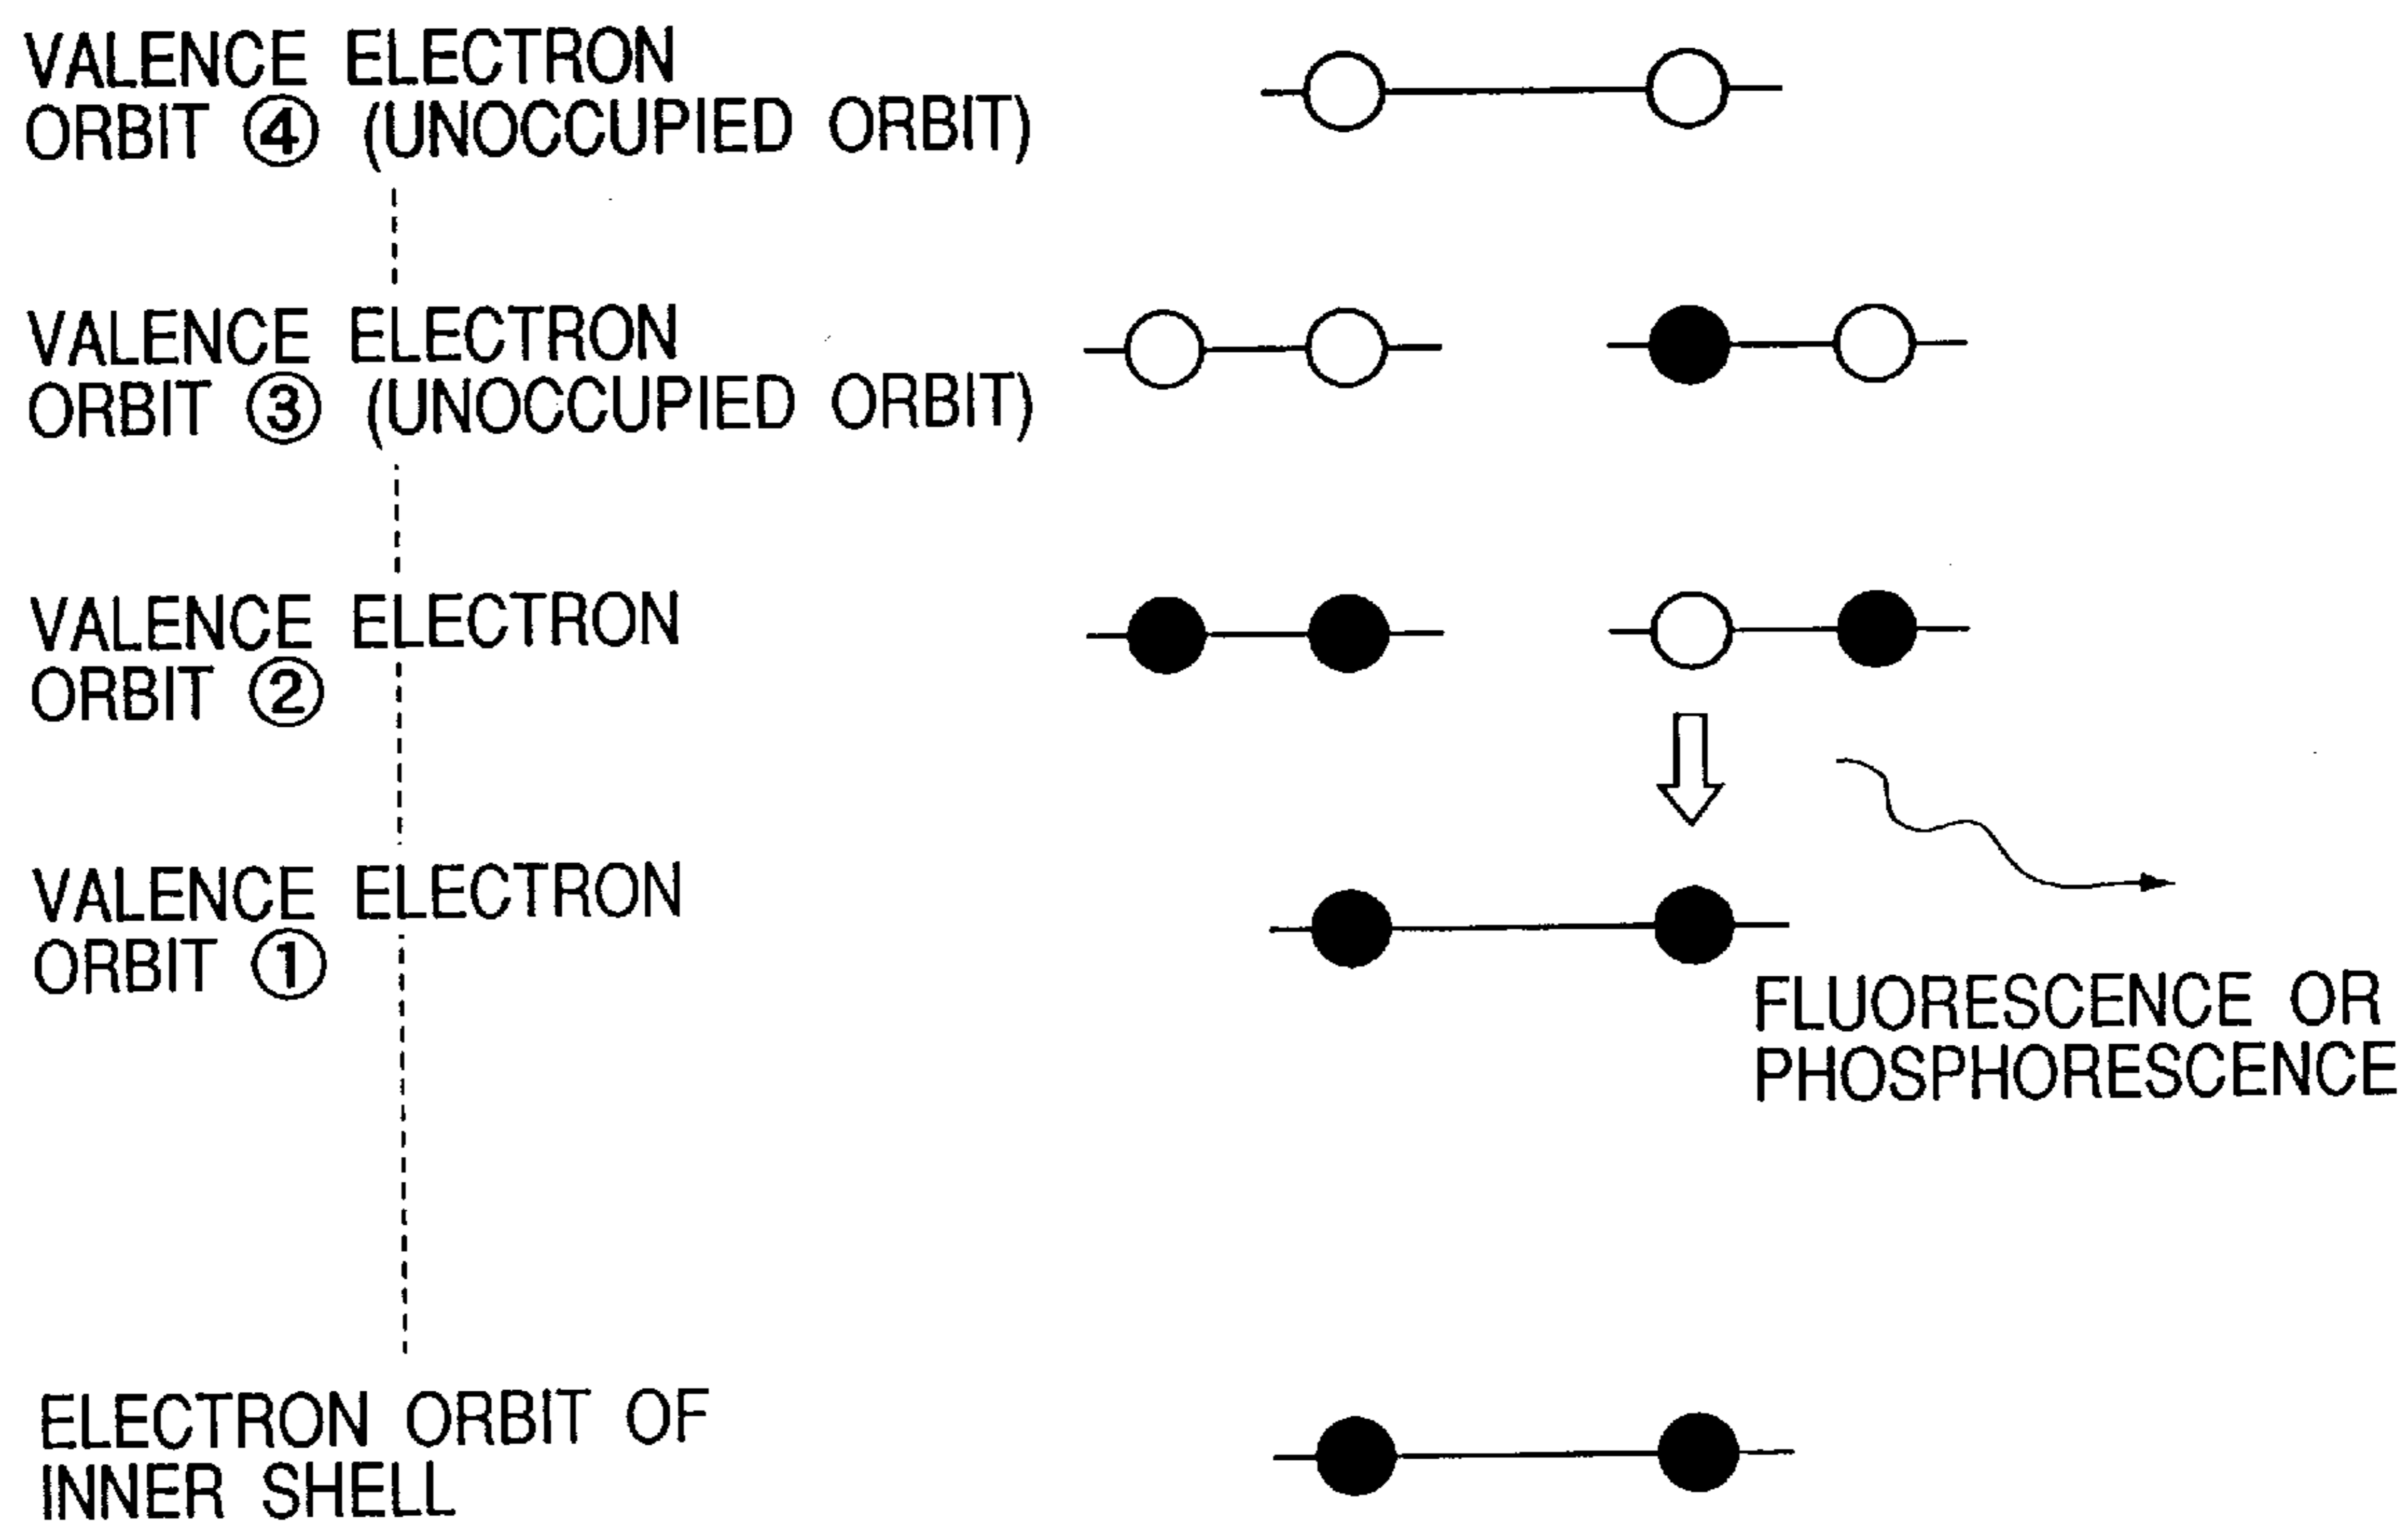 VALENCE ELECTRON
ORBIT ④ (UNOCCUPIED ORBIT)
VALENCE ELECTRON
ORBIT ③ (UNOCCUPIED ORBIT)
VALENCE ELECTRON
ORBIT ②
VALENCE ELECTRON
ORBIT ①
FLUORESCENCE OR
PHOSPHORESCENCE
ELECTRON ORBIT OF
INNER SHELL